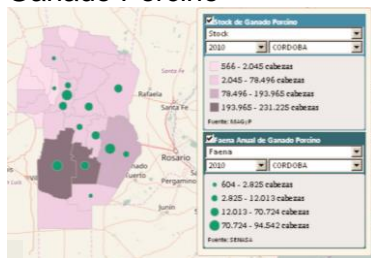 Ganado Porcino
Stock de Ganado Porcino
Stock
2010 CORDOBA
566 - 2.045 cabezas
2.045 - 78.496 cabezas
78.496 - 193.965 cabezas
193.965 - 231.225 cabezas
Fuente: MAGyP
Faena Anual de Ganado Porcino
Faena
2010 CORDOBA
604 - 2.825 cabezas
2.825 - 12.013 cabezas
12.013 - 70.724 cabezas
70.724 - 94.542 cabezas
Fuente: SENASA
Santa Fe
Rafaela
Santa Fe
Rosario
Pergamino
Junín